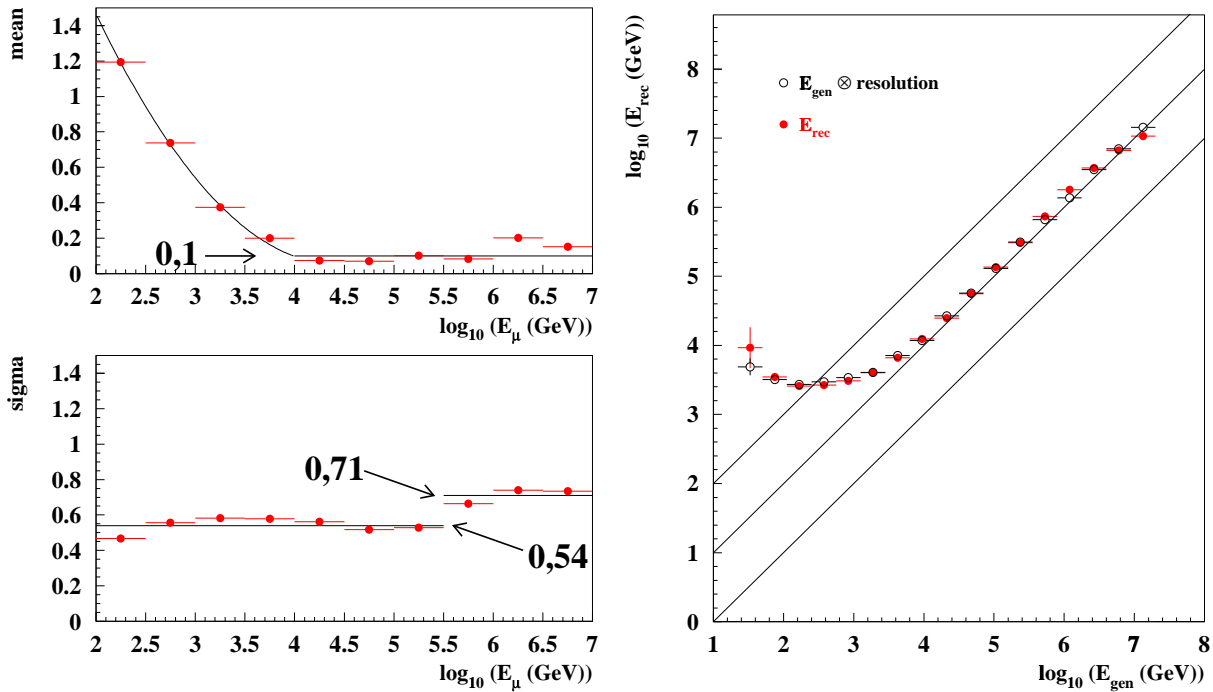 mean
1.4
1.2
1
0.8
0.6
0.4
0.2
0
0,1
2 2.5 3 3.5 4 4.5 5 5.5 6 6.5 7
log10 (Eμ (GeV))
sigma
1.4
1.2
1
0.8
0.6
0.4
0.2
0
0,71
0,54
2 2.5 3 3.5 4 4.5 5 5.5 6 6.5 7
log10 (Eμ (GeV))
log10 (Erec (GeV))
8
7
6
5
4
3
2
1
0
Egen ⊗ resolution
Erec
1 2 3 4 5 6 7 8
log10 (Egen (GeV))